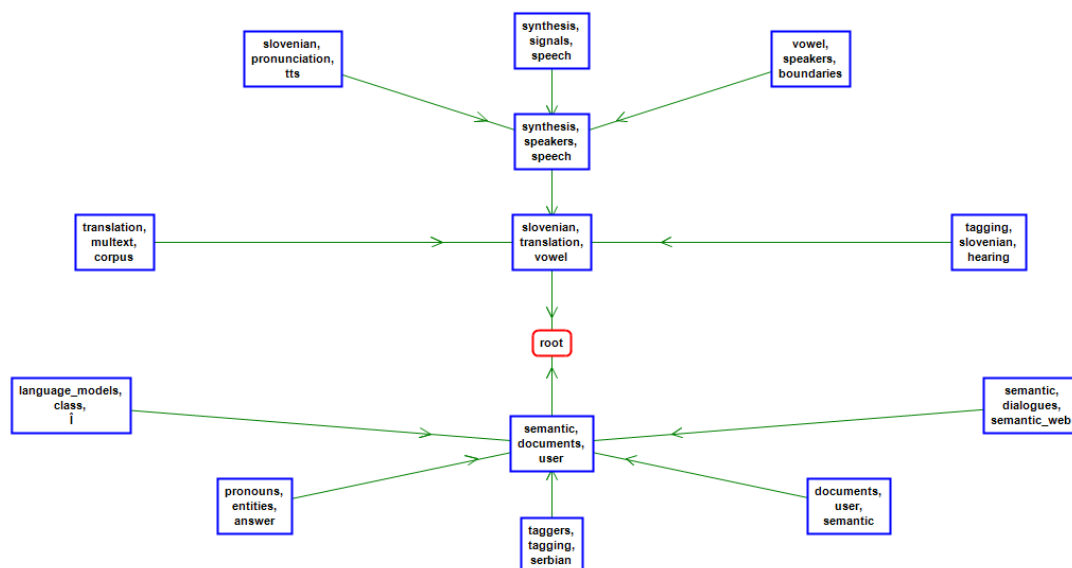 synthesis,
signals,
speech
slovenian,
pronunciation,
tts
vowel,
speakers,
boundaries
synthesis,
speakers,
speech
translation,
multext,
corpus
slovenian,
translation,
vowel
tagging,
slovenian,
hearing
root
language_models,
class,
Î
semantic,
dialogues,
semantic_web
semantic,
documents,
user
pronouns,
entities,
answer
documents,
user,
semantic
taggers,
tagging,
serbian